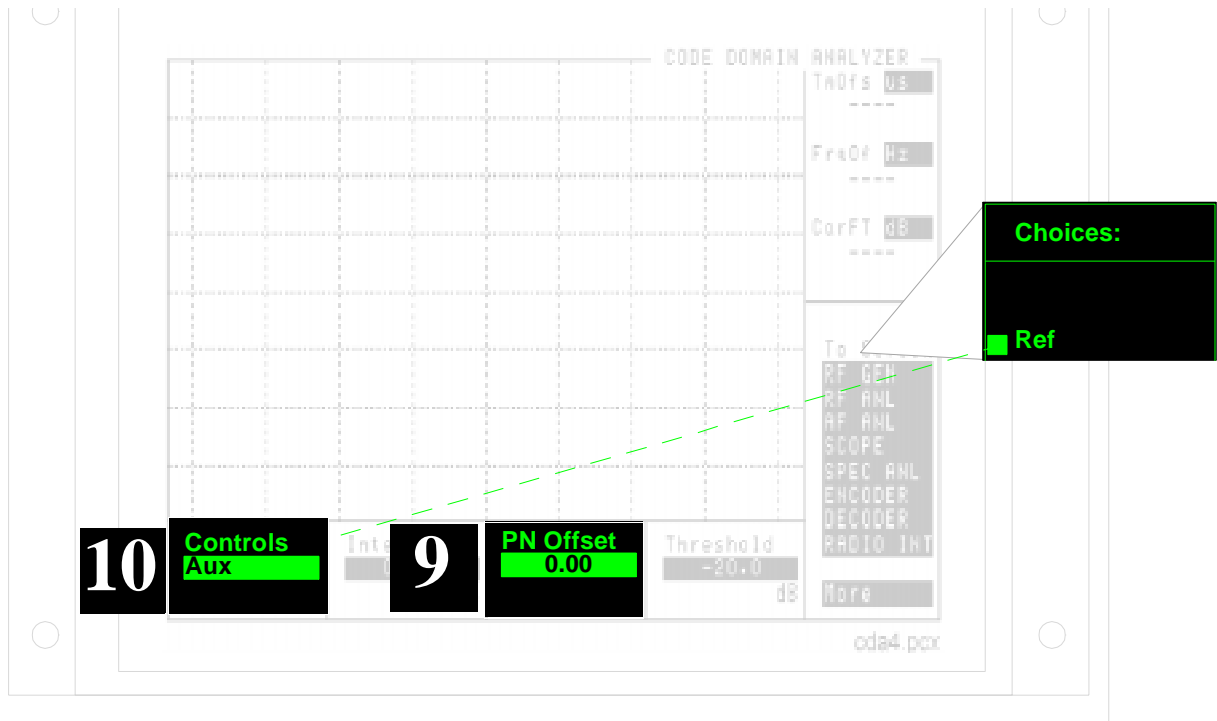 CODE DOMAIN ANALYZER
TmOfs us
----
FrqOf Hz
----
CarFT dB
----
Choices:
Ref
To
RF GEN
RF ANL
AF ANL
SCOPE
SPEC ANL
ENCODER
DECODER
RADIO INT
More
10
Controls
Aux
9
PN Offset
0.00
Threshold
-20.0
dB
cda4.pcx